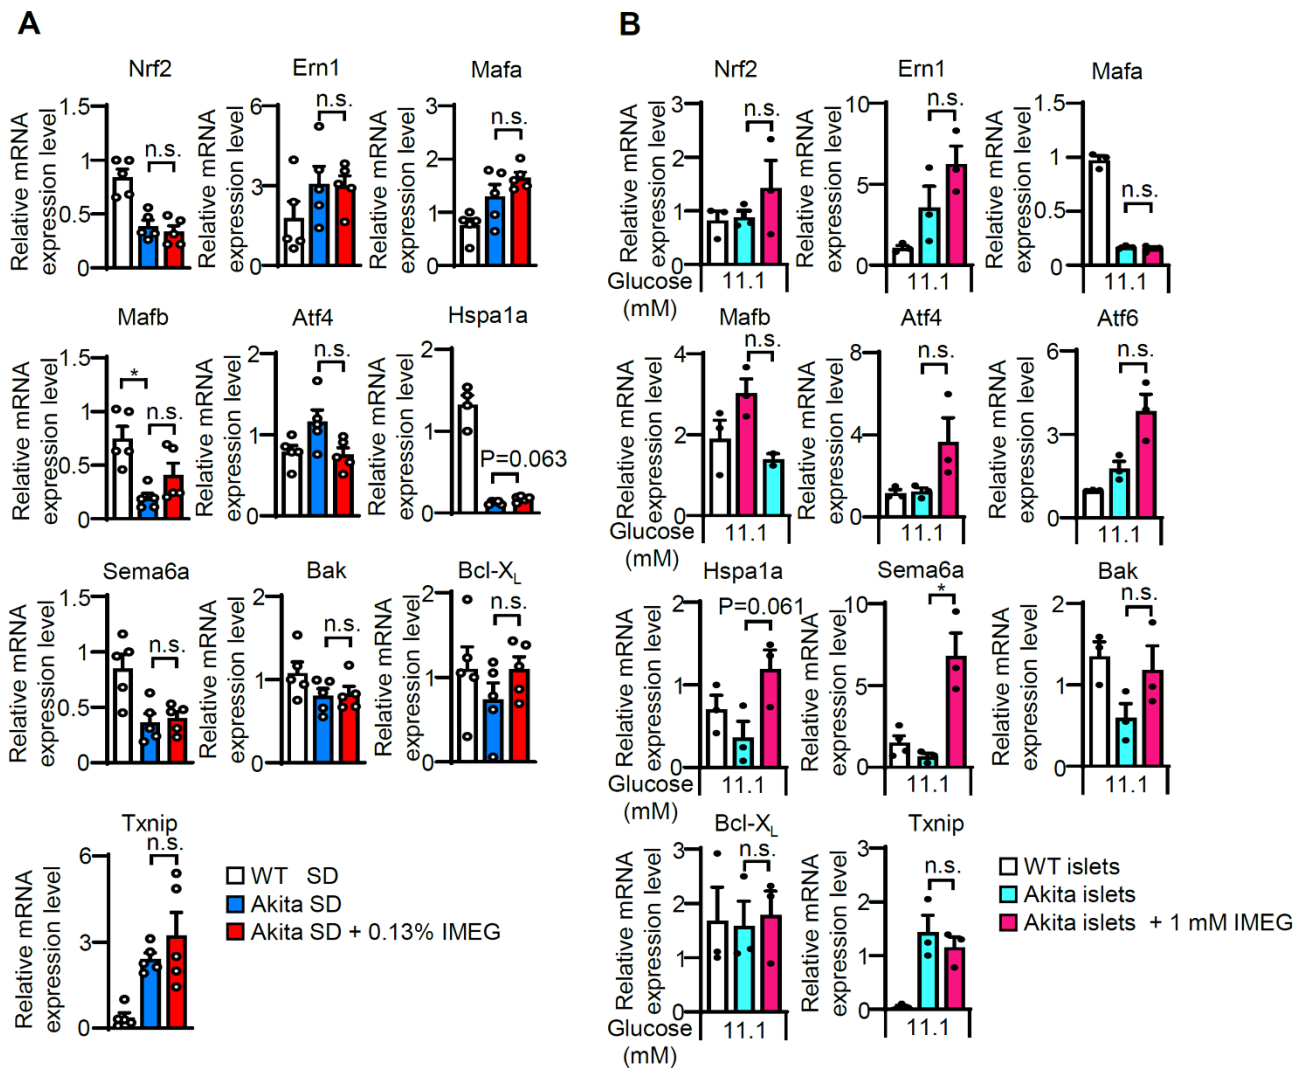 A
B
Nrf2
Ern1
Mafa
Relative mRNA
expression level
1.5
1
0.5
0
n.s.
Relative mRNA
expression level
6
3
0
n.s.
Relative mRNA
expression level
3
2
1
0
n.s.
Mafb
Atf4
Hspa1a
Relative mRNA
expression level
1.5
1
0.5
0
*
n.s.
Relative mRNA
expression level
2
1
0
n.s.
Relative mRNA
expression level
2
1
0
P=0.063
Sema6a
Bak
Bcl-XL
Relative mRNA
expression level
1.5
1
0.5
0
n.s.
Relative mRNA
expression level
2
1
0
n.s.
Relative mRNA
expression level
2
1
0
n.s.
Txnip
Relative mRNA
expression level
6
3
0
n.s.
WT SD
Akita SD
Akita SD + 0.13% IMEG
Nrf2
Ern1
Mafa
Relative mRNA
expression level
3
2
1
0
n.s.
Glucose
(mM)
11.1
Relative mRNA
expression level
10
5
0
n.s.
11.1
Relative mRNA
expression level
1.5
1
0.5
0
n.s.
11.1
Mafb
Atf4
Atf6
Relative mRNA
expression level
4
2
0
n.s.
Glucose
(mM)
11.1
Relative mRNA
expression level
8
4
0
n.s.
11.1
Relative mRNA
expression level
6
3
0
n.s.
11.1
Hspa1a
Sema6a
Bak
Relative mRNA
expression level
2
1
0
P=0.061
Glucose
(mM)
11.1
Relative mRNA
expression level
10
5
0
*
11.1
Relative mRNA
expression level
2
1
0
n.s.
11.1
Bcl-XL
Txnip
Relative mRNA
expression level
3
2
1
0
n.s.
Glucose
(mM)
11.1
Relative mRNA
expression level
3
2
1
0
n.s.
11.1
WT islets
Akita islets
Akita islets + 1 mM IMEG